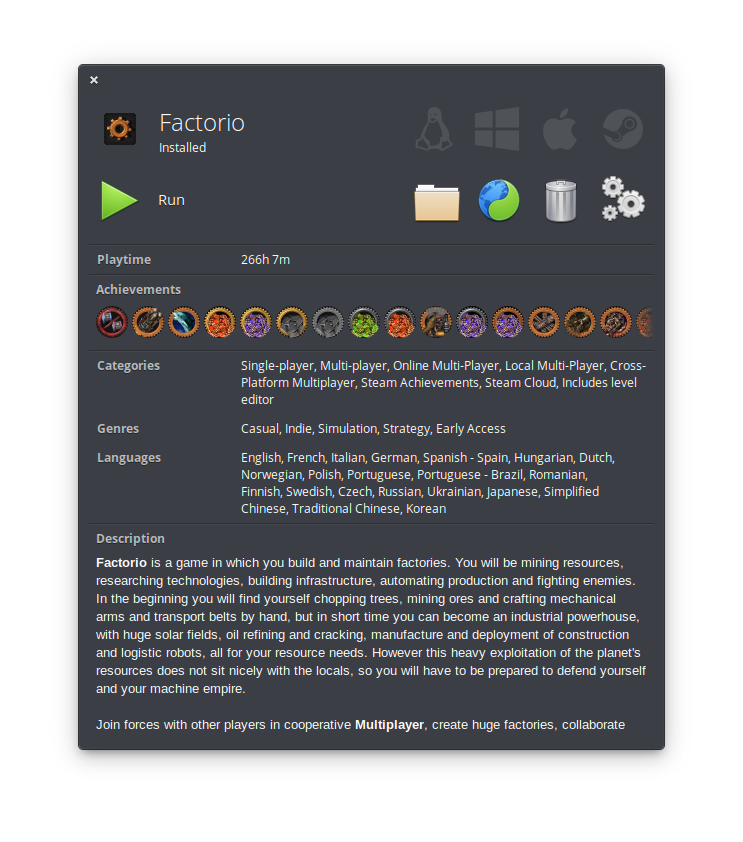 Factorio
Installed
Run
Playtime 266h 7m
Achievements
Categories Single-player, Multi-player, Online Multi-Player, Local Multi-Player, Cross-
Platform Multiplayer, Steam Achievements, Steam Cloud, Includes level
editor
Genres Casual, Indie, Simulation, Strategy, Early Access
Languages English, French, Italian, German, Spanish - Spain, Hungarian, Dutch,
Norwegian, Polish, Portuguese, Portuguese - Brazil, Romanian,
Finnish, Swedish, Czech, Russian, Ukrainian, Japanese, Simplified
Chinese, Traditional Chinese, Korean
Description
Factorio is a game in which you build and maintain factories. You will be mining resources,
researching technologies, building infrastructure, automating production and fighting enemies.
In the beginning you will find yourself chopping trees, mining ores and crafting mechanical
arms and transport belts by hand, but in short time you can become an industrial powerhouse,
with huge solar fields, oil refining and cracking, manufacture and deployment of construction
and logistic robots, all for your resource needs. However this heavy exploitation of the planet's
resources does not sit nicely with the locals, so you will have to be prepared to defend yourself
and your machine empire.
Join forces with other players in cooperative Multiplayer, create huge factories, collaborate